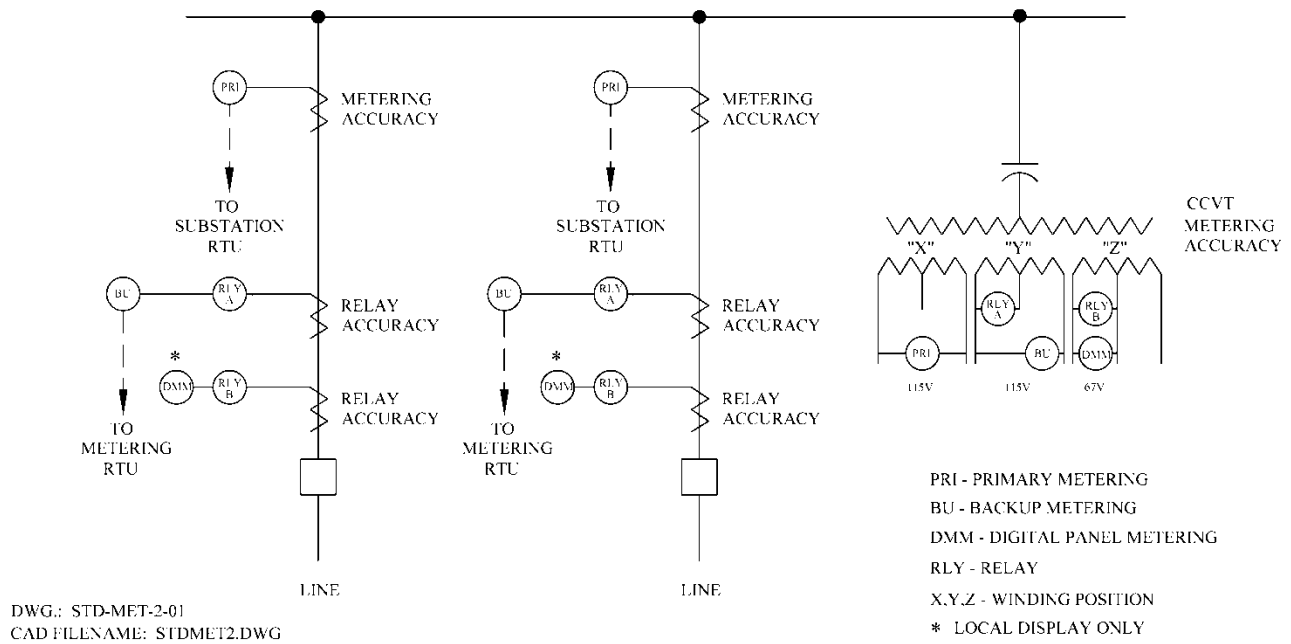 PRI
METERING
ACCURACY
TO
SUBSTATION
RTU
BU
RLY
A
RELAY
ACCURACY
*
DMM
RLY
B
RELAY
ACCURACY
TO
METERING
RTU
LINE
PRI
METERING
ACCURACY
TO
SUBSTATION
RTU
BU
RLY
A
RELAY
ACCURACY
*
DMM
RLY
B
RELAY
ACCURACY
TO
METERING
RTU
LINE
CCVT
METERING
ACCURACY
"X" "Y" "Z"
RLY
A
RLY
B
PRI BU DMM
115V 115V 67V
PRI - PRIMARY METERING
BU - BACKUP METERING
DMM - DIGITAL PANEL METERING
RLY - RELAY
X,Y,Z - WINDING POSITION
* LOCAL DISPLAY ONLY
DWG.: STD-MET-2-01
CAD FILENAME: STDMET2.DWG